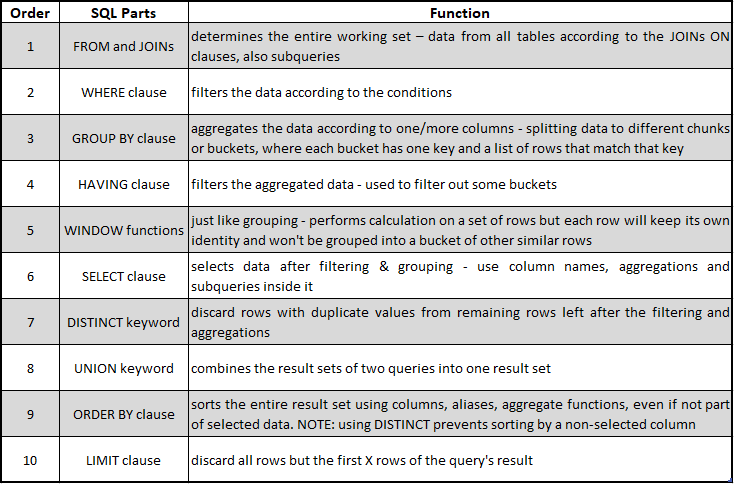 Order SQL Parts Function
1 FROM and JOINs determines the entire working set – data from all tables according to the JOINs ON
clauses, also subqueries
2 WHERE clause filters the data according to the conditions
3 GROUP BY clause aggregates the data according to one/more columns - splitting data to different chunks
or buckets, where each bucket has one key and a list of rows that match that key
4 HAVING clause filters the aggregated data - used to filter out some buckets
5 WINDOW functions just like grouping - performs calculation on a set of rows but each row will keep its own
identity and won't be grouped into a bucket of other similar rows
6 SELECT clause selects data after filtering & grouping - use column names, aggregations and
subqueries inside it
7 DISTINCT keyword discard rows with duplicate values from remaining rows left after the filtering and
aggregations
8 UNION keyword combines the result sets of two queries into one result set
9 ORDER BY clause sorts the entire result set using columns, aliases, aggregate functions, even if not part
of selected data. NOTE: using DISTINCT prevents sorting by a non-selected column
10 LIMIT clause discard all rows but the first X rows of the query's result